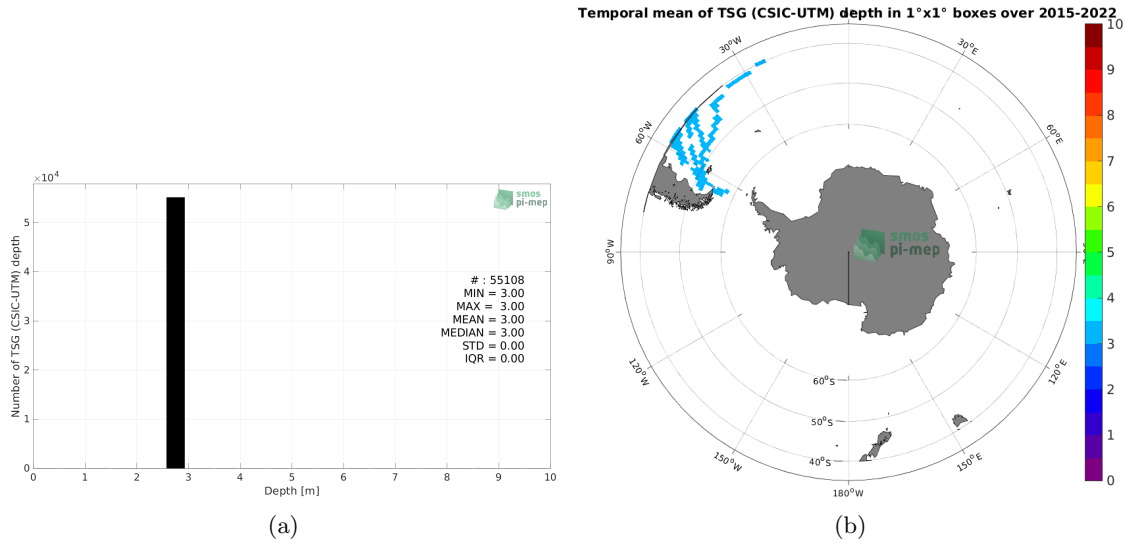 ×10⁴
smos
pi-mep
5
4
3
2
1
0
Number of TSG (CSIC-UTM) depth
# : 55108
MIN = 3.00
MAX = 3.00
MEAN = 3.00
MEDIAN = 3.00
STD = 0.00
IQR = 0.00
0 1 2 3 4 5 6 7 8 9 10
Depth [m]
(a)
Temporal mean of TSG (CSIC-UTM) depth in 1°x1° boxes over 2015-2022
30°W
30°E
60°W
60°E
90°W
120°W
120°E
150°W
150°E
180°W
60°S
50°S
40°S
smos
pi-mep
10
9
8
7
6
5
4
3
2
1
0
(b)